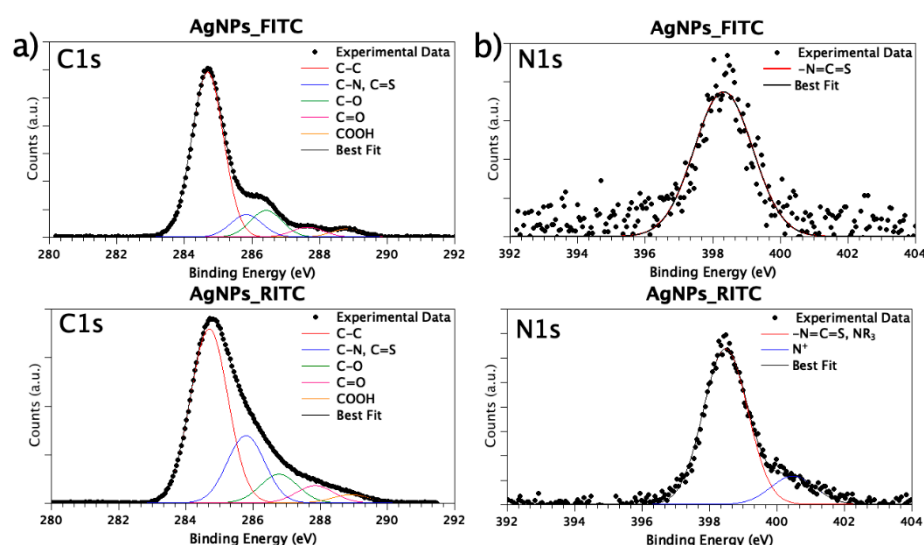 a)
AgNPs_FITC
C1s
Experimental Data
C-C
C-N, C=S
C-O
C=O
COOH
Best Fit
Counts (a.u.)
280 282 284 286 288 290 292
Binding Energy (eV)
b)
AgNPs_FITC
N1s
Experimental Data
-N=C=S
Best Fit
Counts (a.u.)
392 394 396 398 400 402 404
Binding Energy (eV)
AgNPs_RITC
C1s
Experimental Data
C-C
C-N, C=S
C-O
C=O
COOH
Best Fit
Counts (a.u.)
280 282 284 286 288 290 292
Binding Energy (eV)
AgNPs_RITC
N1s
Experimental Data
-N=C=S, NR₃
N⁺
Best Fit
Counts (a.u.)
392 394 396 398 400 402 404
Binding Energy (eV)